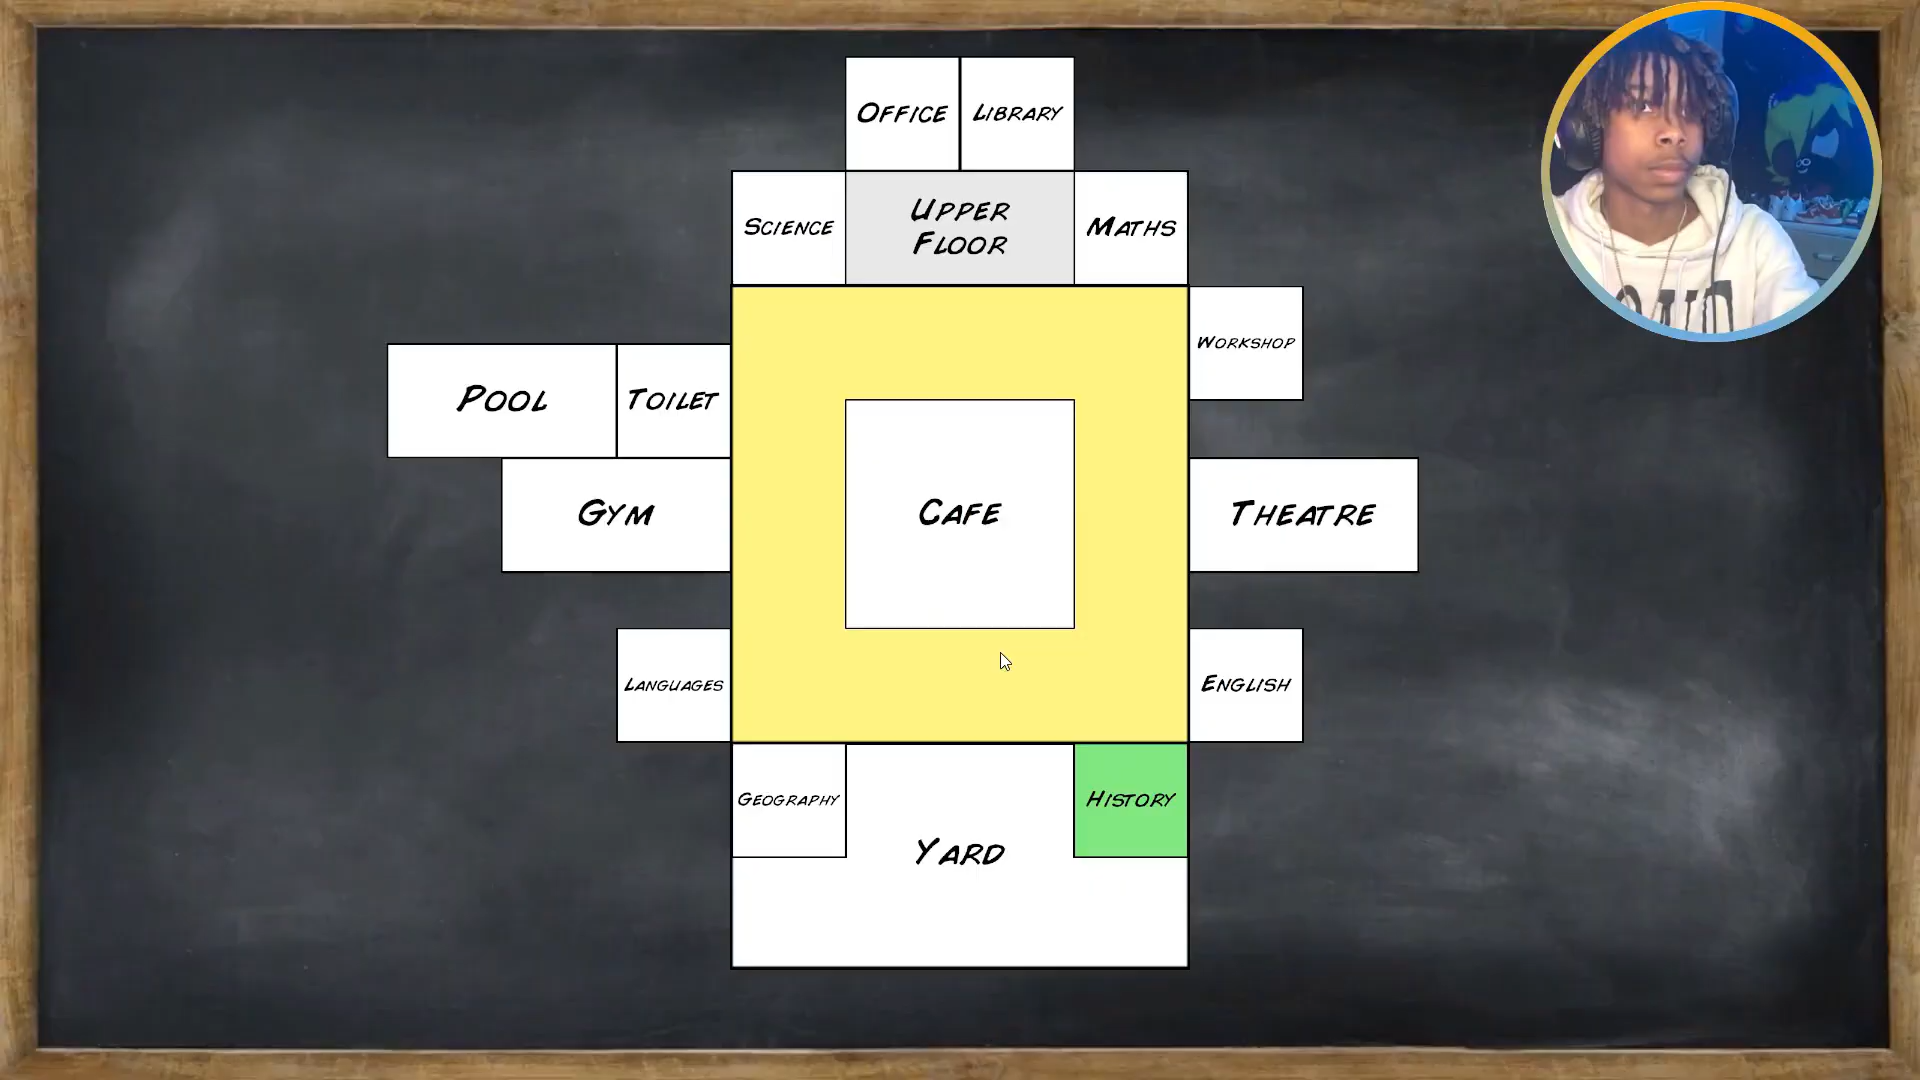 OFFICE
LIBRARY
SCIENCE
UPPER
FLOOR
MATHS
WORKSHOP
POOL
TOILET
GYM
CAFE
THEATRE
LANGUAGES
ENGLISH
GEOGRAPHY
YARD
HISTORY